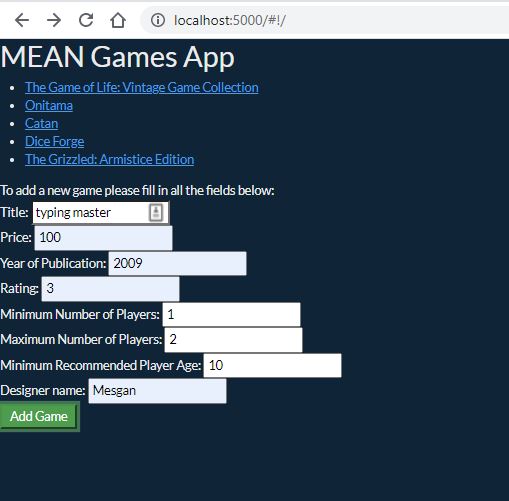 localhost:5000/#!/
MEAN Games App
The Game of Life: Vintage Game Collection
Onitama
Catan
Dice Forge
The Grizzled: Armistice Edition
To add a new game please fill in all the fields below:
Title: typing master
Price: 100
Year of Publication: 2009
Rating: 3
Minimum Number of Players: 1
Maximum Number of Players: 2
Minimum Recommended Player Age: 10
Designer name: Mesgan
Add Game